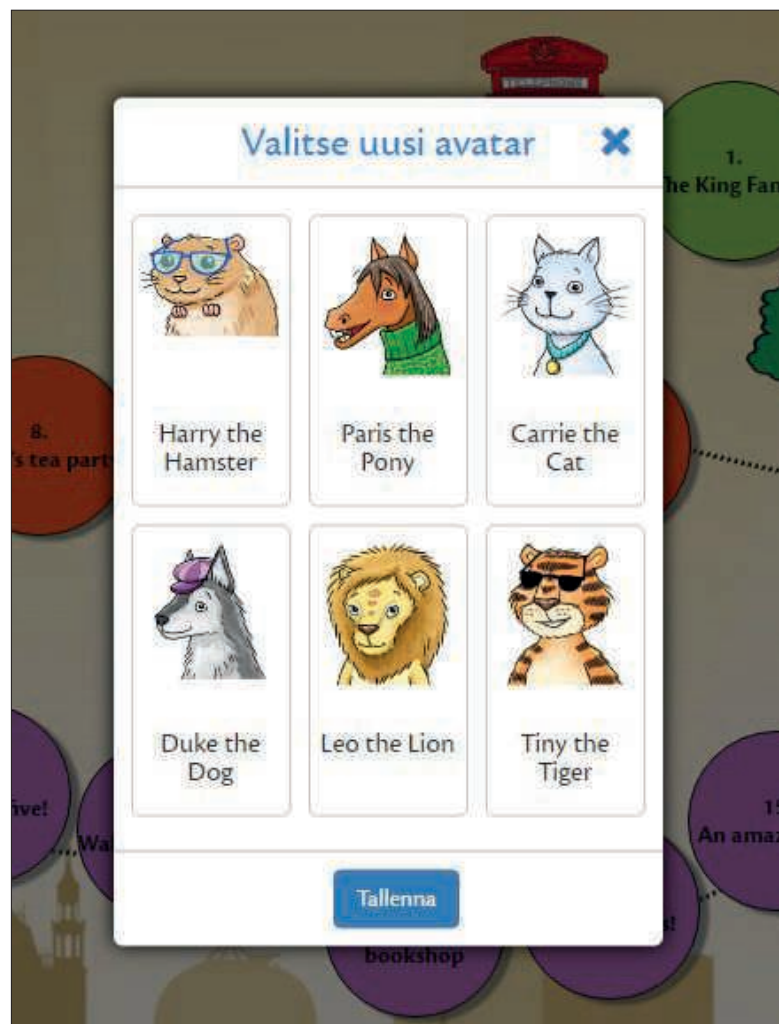 TELEPHONE
Valitse uusi avatar
1.
he King Fam
Harry the
Hamster
Paris the
Pony
Carrie the
Cat
8.
's tea part
Duke the
Dog
Leo the Lion
Tiny the
Tiger
ive!
Wa
15
An amaz
Tallenna
s!
bookshop